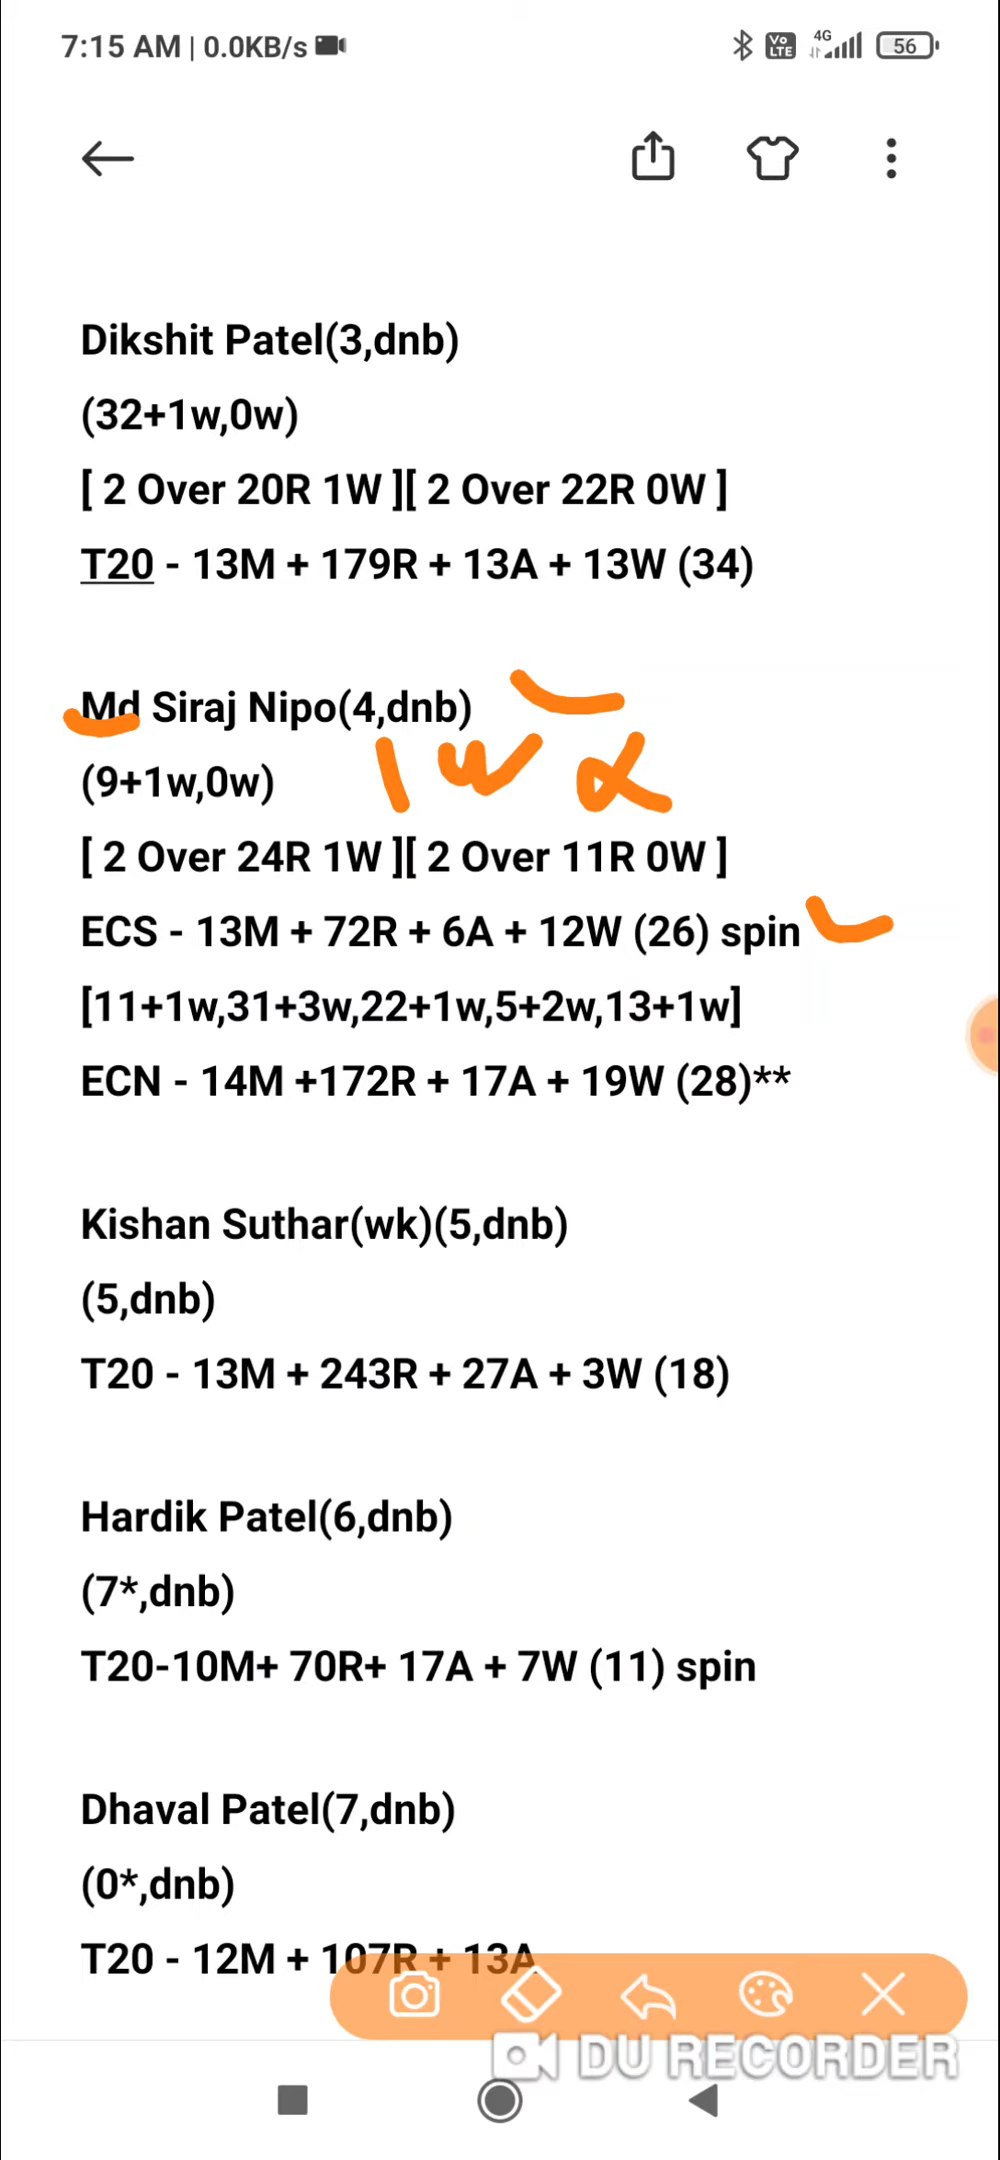 7:15 AM | 0.0KB/s
Vo LTE 4G 56
Dikshit Patel(3,dnb)
(32+1w,0w)
[ 2 Over 20R 1W ][ 2 Over 22R 0W ]
T20 - 13M + 179R + 13A + 13W (34)
Md Siraj Nipo(4,dnb)
(9+1w,0w) 1 w
[ 2 Over 24R 1W ][ 2 Over 11R 0W ]
ECS - 13M + 72R + 6A + 12W (26) spin
[11+1w,31+3w,22+1w,5+2w,13+1w]
ECN - 14M +172R + 17A + 19W (28)**
Kishan Suthar(wk)(5,dnb)
(5,dnb)
T20 - 13M + 243R + 27A + 3W (18)
Hardik Patel(6,dnb)
(7*,dnb)
T20-10M+ 70R+ 17A + 7W (11) spin
Dhaval Patel(7,dnb)
(0*,dnb)
T20 - 12M + 107R + 13A
DU RECORDER